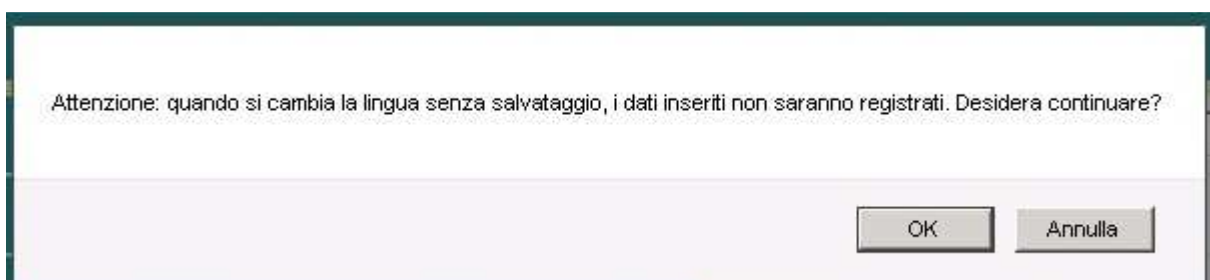 Attenzione: quando si cambia la lingua senza salvataggio, i dati inseriti non saranno registrati. Desidera continuare?
OK Annulla